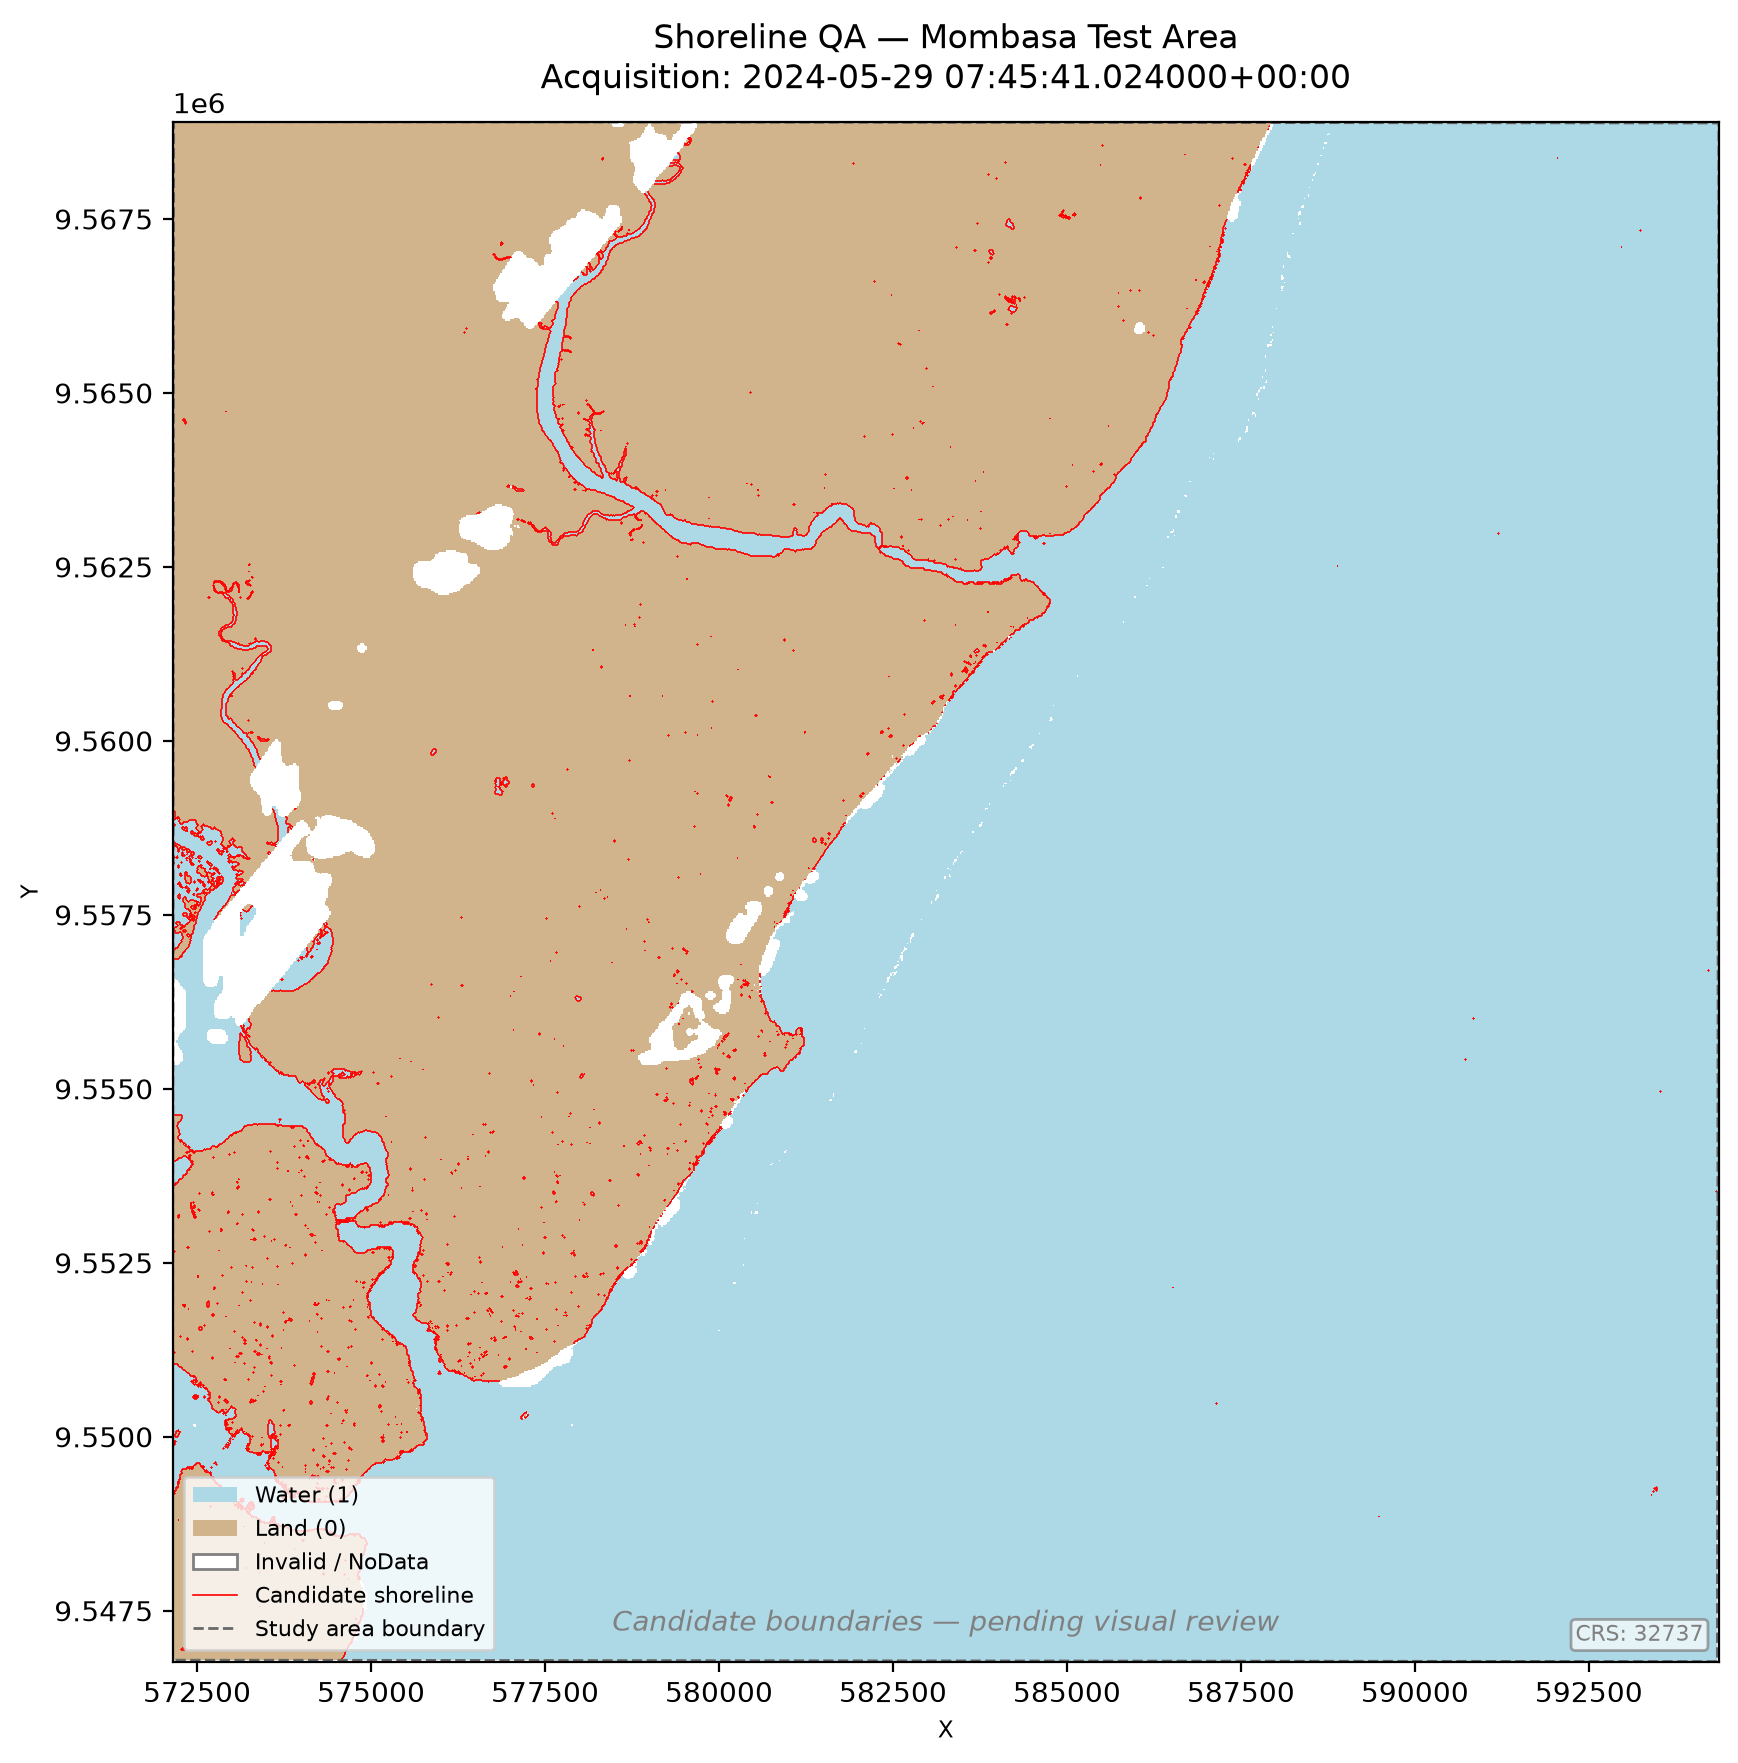 Shoreline QA — Mombasa Test Area
Acquisition: 2024-05-29 07:45:41.024000+00:00
1e6
9.5675
9.5650
9.5625
9.5600
9.5575
9.5550
9.5525
9.5500
9.5475
Y
Water (1)
Land (0)
Invalid / NoData
Candidate shoreline
Study area boundary
Candidate boundaries — pending visual review
CRS: 32737
572500 575000 577500 580000 582500 585000 587500 590000 592500
X